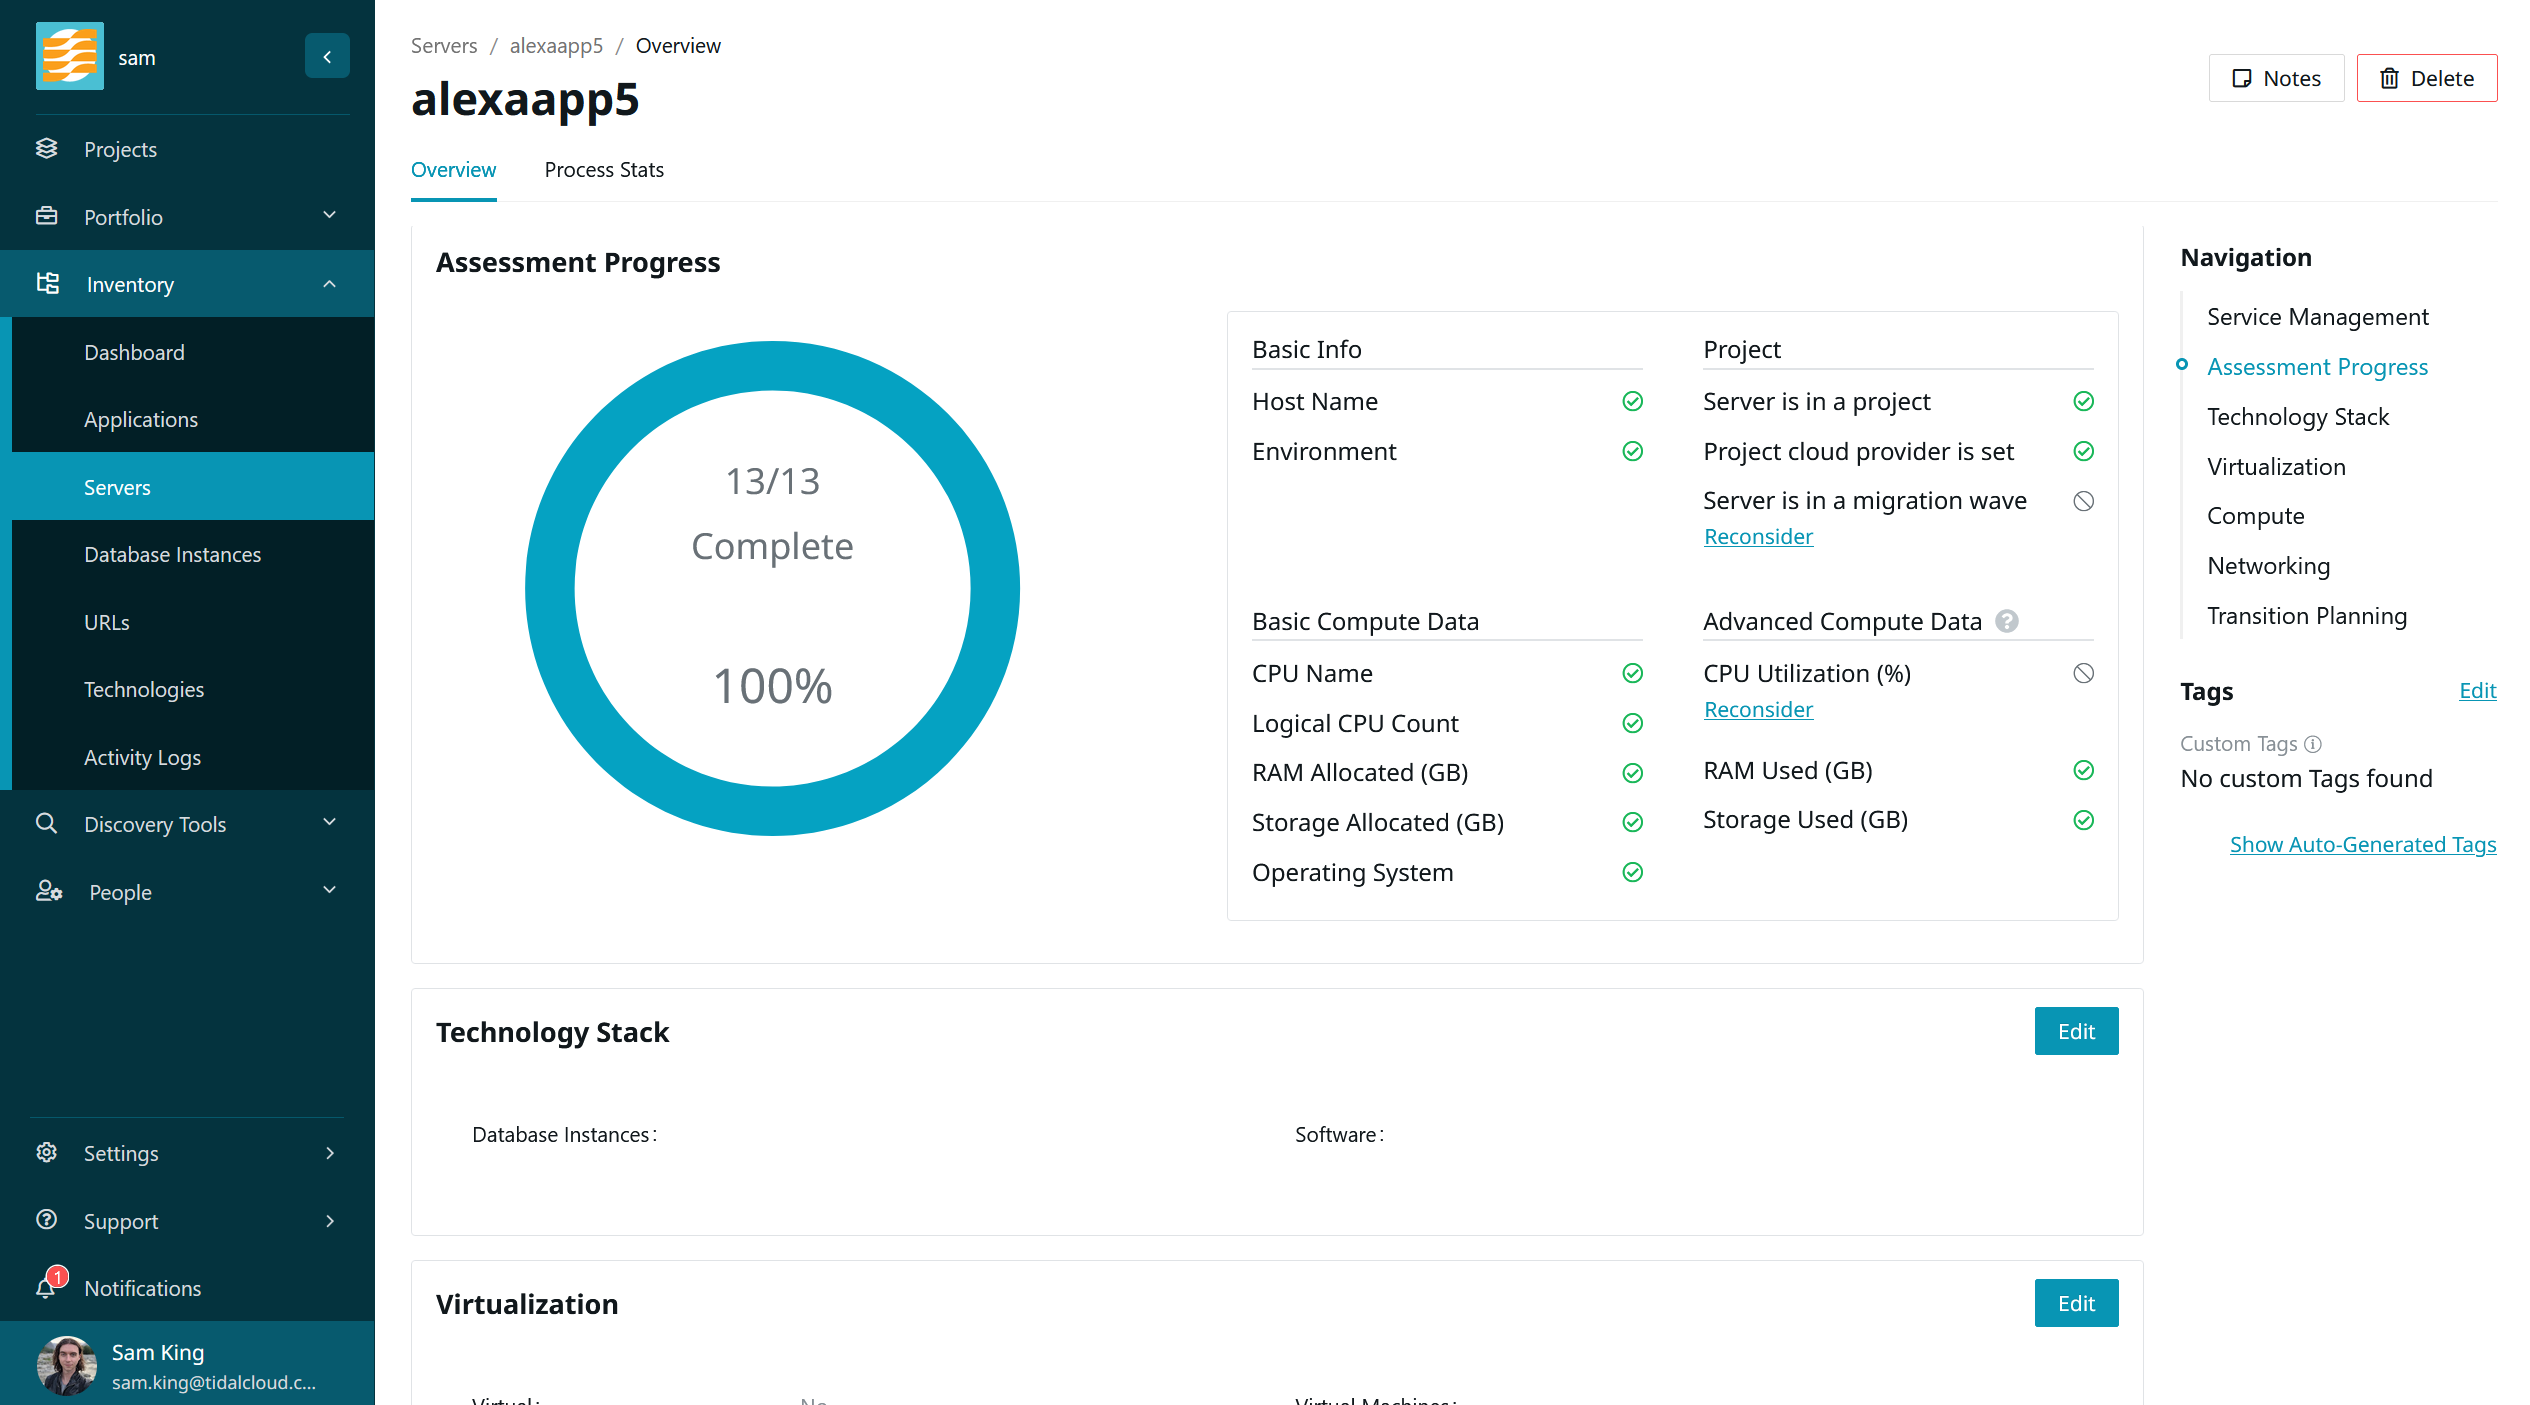 sam
Projects
Portfolio
Inventory
Dashboard
Applications
Servers
Database Instances
URLs
Technologies
Activity Logs
Discovery Tools
People
Settings
Support
1
Notifications
Sam King
sam.king@tidalcloud.c...
Servers / alexaapp5 / Overview
alexaapp5
Notes
Delete
Overview
Process Stats
Assessment Progress
13/13
Complete
100%
Basic Info
Host Name
Environment
Project
Server is in a project
Project cloud provider is set
Server is in a migration wave
Reconsider
Basic Compute Data
CPU Name
Logical CPU Count
RAM Allocated (GB)
Storage Allocated (GB)
Operating System
Advanced Compute Data ?
CPU Utilization (%)
Reconsider
RAM Used (GB)
Storage Used (GB)
Technology Stack
Edit
Database Instances:
Software:
Virtualization
Edit
Virtual:
No
Virtual Machines:
Navigation
Service Management
Assessment Progress
Technology Stack
Virtualization
Compute
Networking
Transition Planning
Tags
Edit
Custom Tags
No custom Tags found
Show Auto-Generated Tags